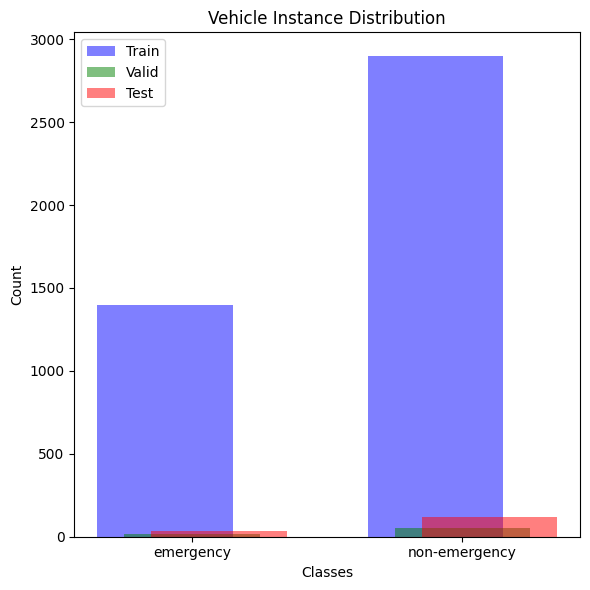 Vehicle Instance Distribution
Train
Valid
Test
3000
2500
2000
1500
1000
500
0
Count
emergency
non-emergency
Classes